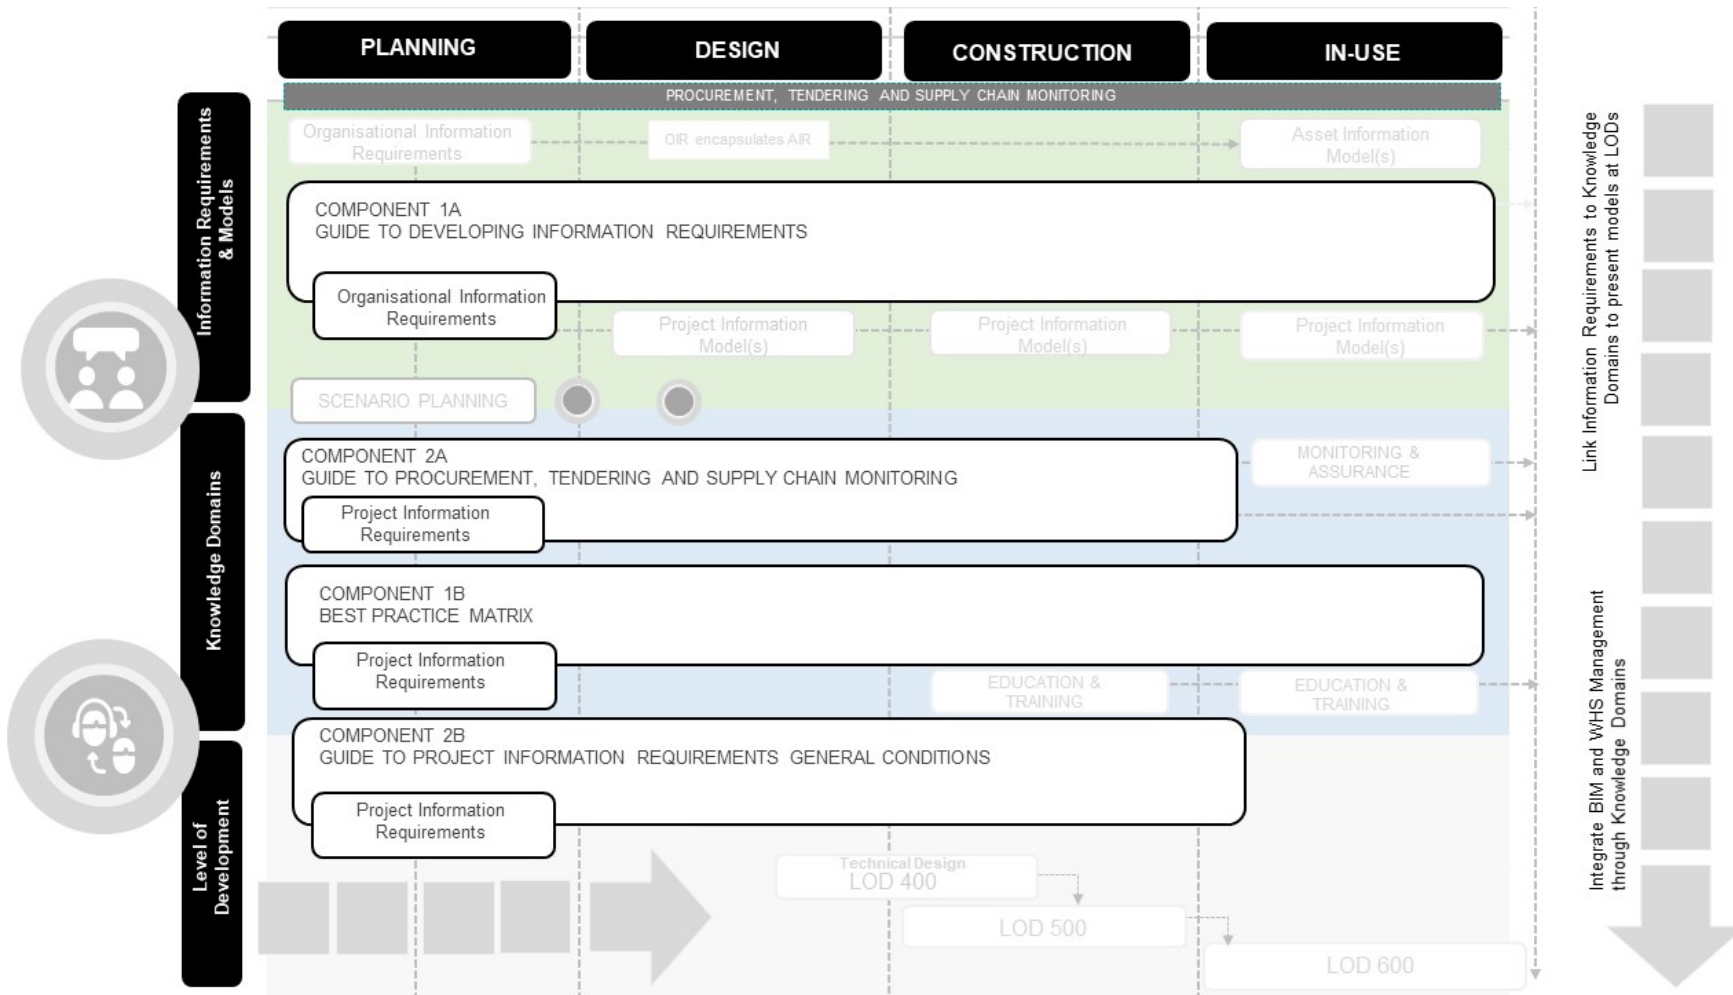 PLANNING
DESIGN
CONSTRUCTION
IN-USE
PROCUREMENT, TENDERING AND SUPPLY CHAIN MONITORING
Information Requirements
& Models
Organisational Information
Requirements
OIR encapsulates AIR
Asset Information
Model(s)
COMPONENT 1A
GUIDE TO DEVELOPING INFORMATION REQUIREMENTS
Organisational Information
Requirements
Project Information
Model(s)
Project Information
Model(s)
Project Information
Model(s)
SCENARIO PLANNING
Knowledge Domains
COMPONENT 2A
GUIDE TO PROCUREMENT, TENDERING AND SUPPLY CHAIN MONITORING
Project Information
Requirements
MONITORING &
ASSURANCE
COMPONENT 1B
BEST PRACTICE MATRIX
Project Information
Requirements
EDUCATION &
TRAINING
EDUCATION &
TRAINING
Level of
Development
COMPONENT 2B
GUIDE TO PROJECT INFORMATION REQUIREMENTS GENERAL CONDITIONS
Project Information
Requirements
Technical Design
LOD 400
LOD 500
LOD 600
Link Information Requirements to Knowledge
Domains to present models at LODs
Integrate BIM and WHS Management
through Knowledge Domains